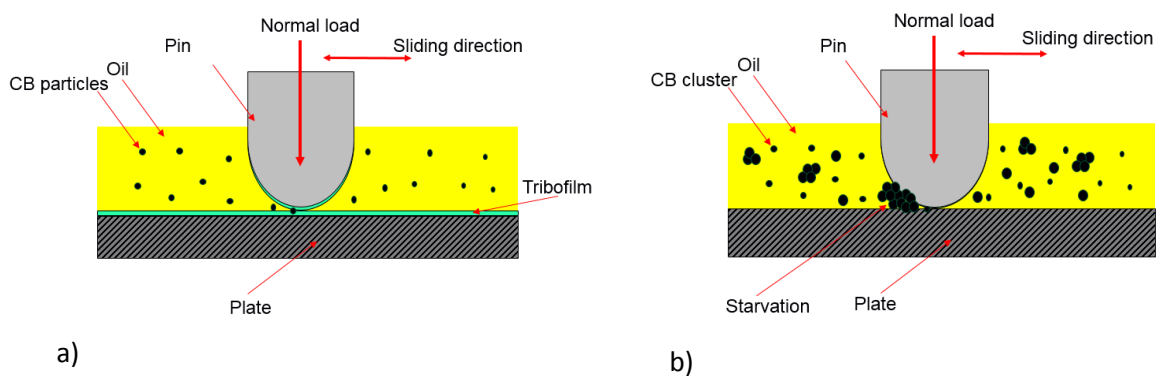 Normal load
Pin
Sliding direction
Oil
CB particles
Tribofilm
Plate
a)
Normal load
Pin
Sliding direction
Oil
CB cluster
Starvation
Plate
b)